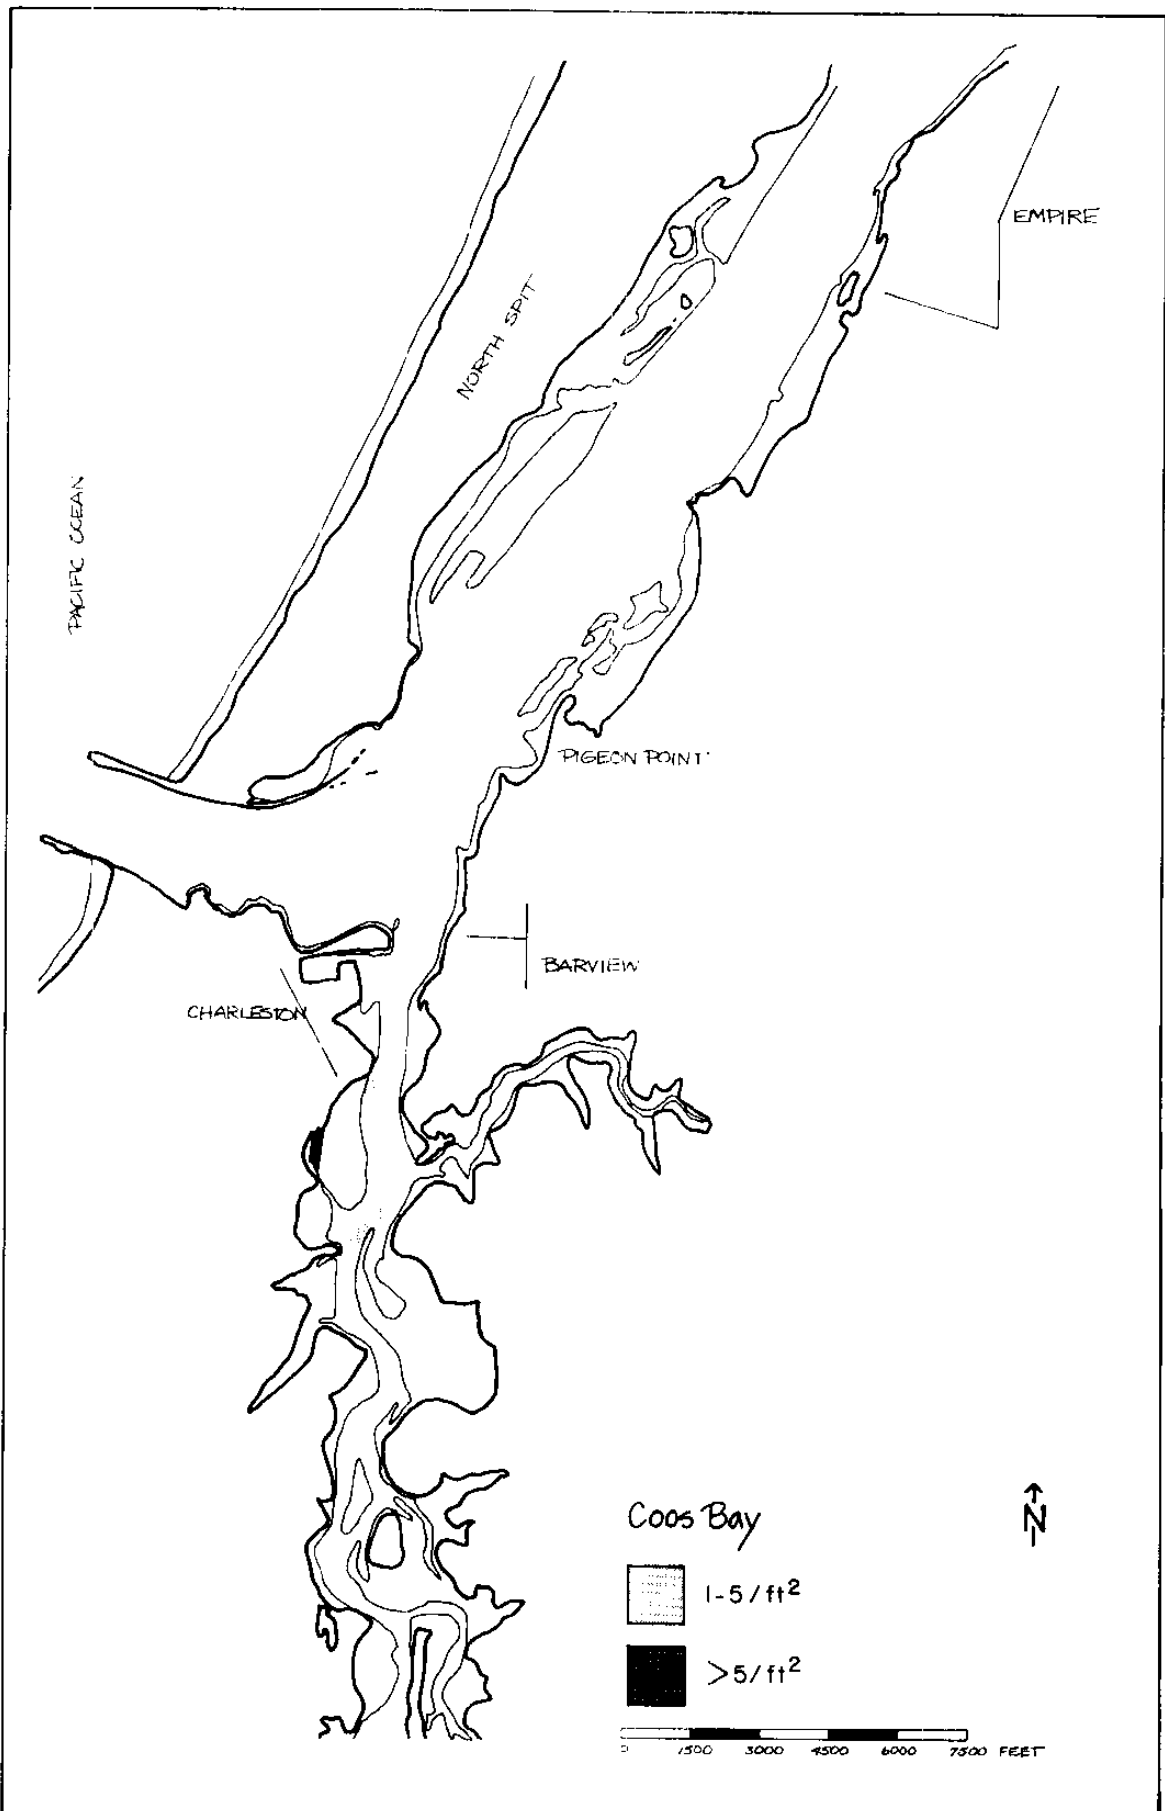 EMPIRE
NORTH SPIT
PACIFIC OCEAN
PIGEON POINT
BARVIEW
CHARLESTON
Coos Bay
N
1-5/ft²
>5/ft²
0 1500 3000 4500 6000 7500 FEET